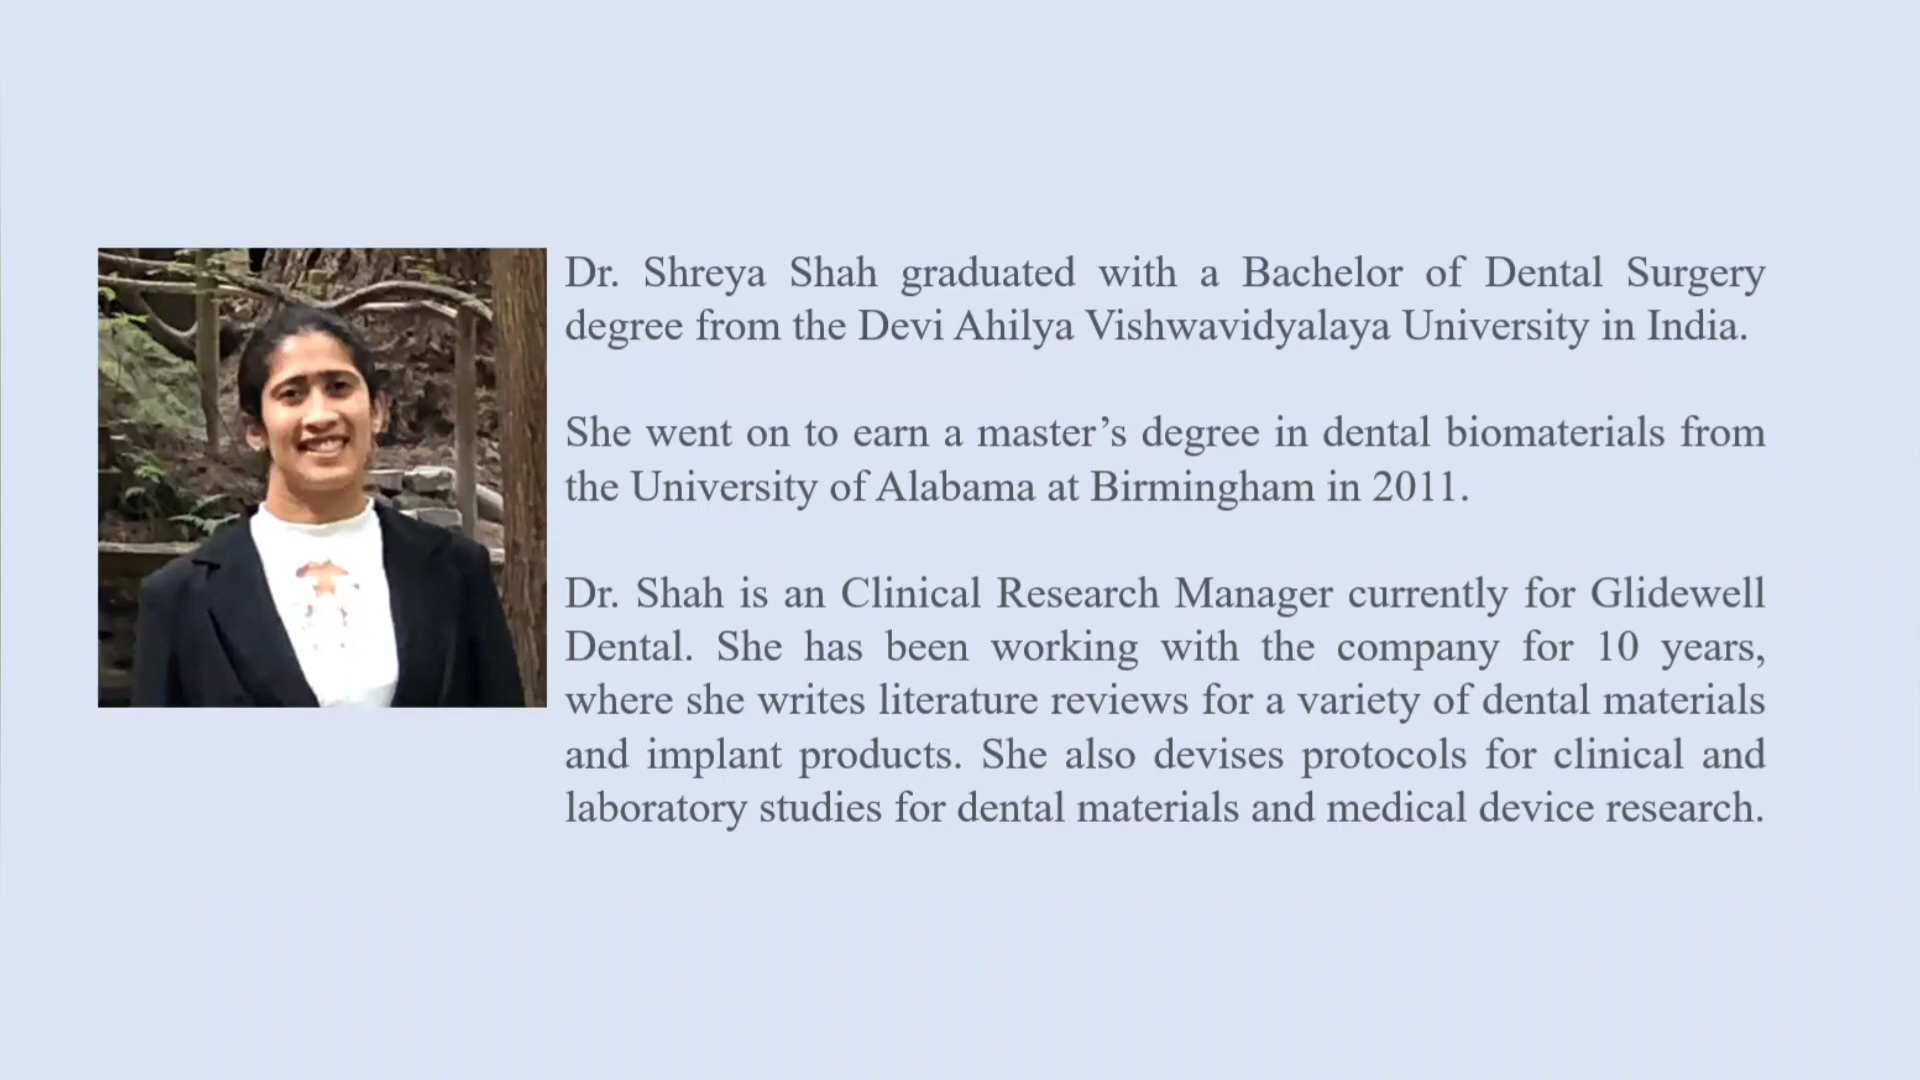 Dr. Shreya Shah graduated with a Bachelor of Dental Surgery
degree from the Devi Ahilya Vishwavidyalaya University in India.
She went on to earn a master’s degree in dental biomaterials from
the University of Alabama at Birmingham in 2011.
Dr. Shah is an Clinical Research Manager currently for Glidewell
Dental. She has been working with the company for 10 years,
where she writes literature reviews for a variety of dental materials
and implant products. She also devises protocols for clinical and
laboratory studies for dental materials and medical device research.